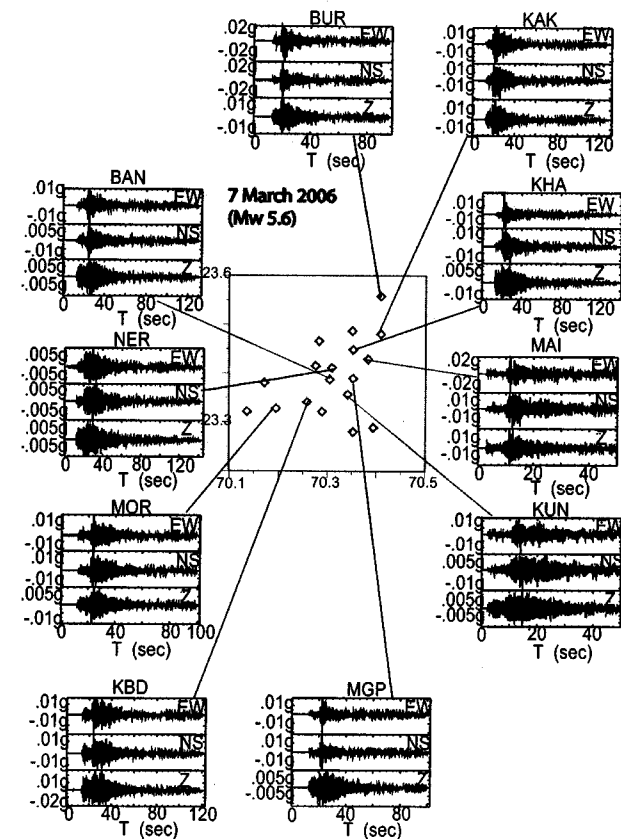 BUR
.02g
-.02g
.02g
-.02g
.01g
-.01g
EW
NS
Z
0 40 80
T (sec)
KAK
.01g
-.01g
.01g
-.01g
.01g
-.01g
EW
NS
Z
0 40 80 120
T (sec)
BAN
.01g
-.01g
.005g
-.01g
.005g
-.005g
EW
NS
Z
0 40 80 120
T (sec)
7 March 2006
(Mw 5.6)
KHA
.01g
-.01g
.01g
-.01g
.005g
-.01g
EW
NS
Z
0 40 80 120
T (sec)
23.6
23.3
70.1 70.3 70.5
NER
.005g
-.005g
.005g
-.005g
.005g
-.005g
EW
NS
Z
0 40 80 120
T (sec)
MAI
.02g
-.02g
.01g
-.01g
.01g
-.01g
EW
NS
Z
0 20 40
T (sec)
MOR
.01g
-.01g
.01g
-.01g
.005g
-.01g
EW
NS
Z
0 40 80 100
T (sec)
KUN
.01g
-.01g
.005g
-.01g
.005g
-.005g
EW
NS
Z
0 20 40
T (sec)
KBD
.01g
-.01g
.01g
-.01g
.01g
-.02g
EW
NS
Z
0 40 80 120
T (sec)
MGP
.01g
-.01g
.01g
-.01g
.005g
-.005g
EW
NS
Z
0 40 80
T (sec)